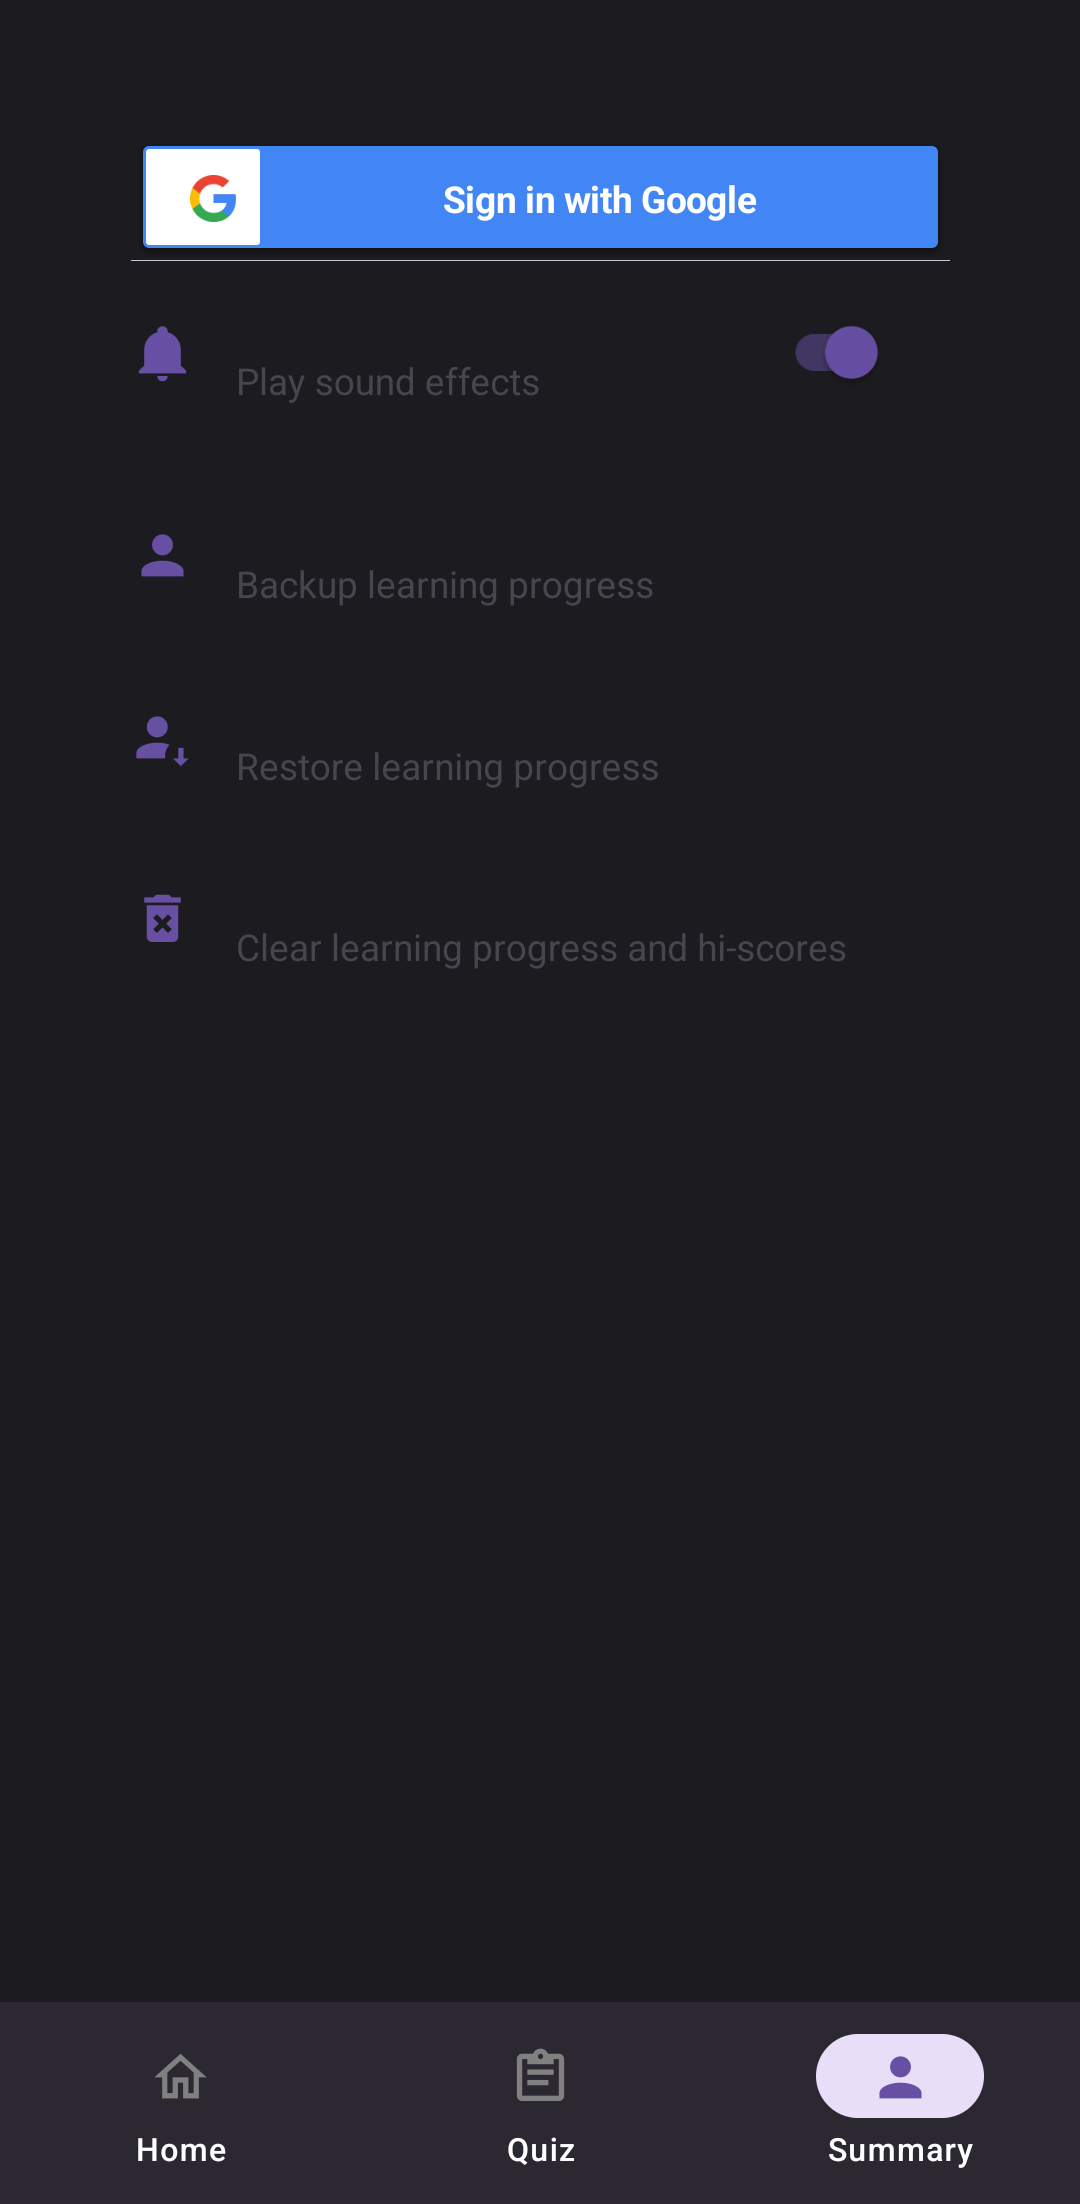 Sign in with Google
Play sound effects
Backup learning progress
Restore learning progress
Clear learning progress and hi-scores
Home
Quiz
Summary